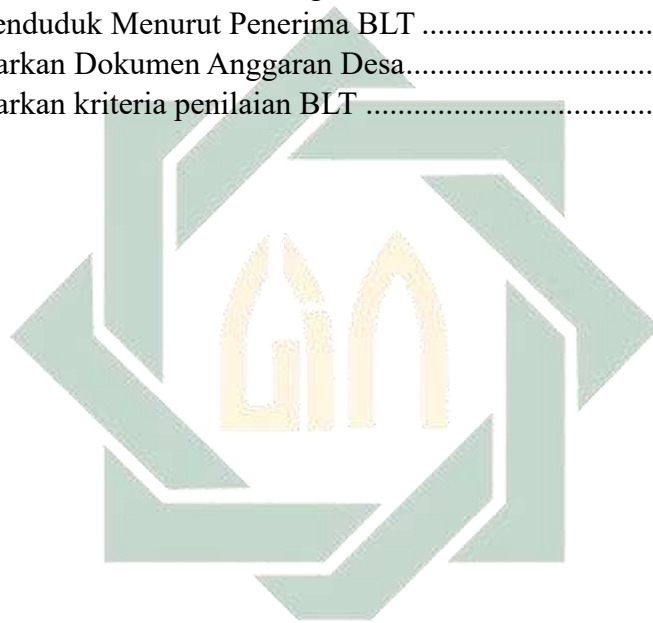 enduduk Menurut Penerima BLT ..............................
arkan Dokumen Anggaran Desa................................
arkan kriteria penilaian BLT ....................................